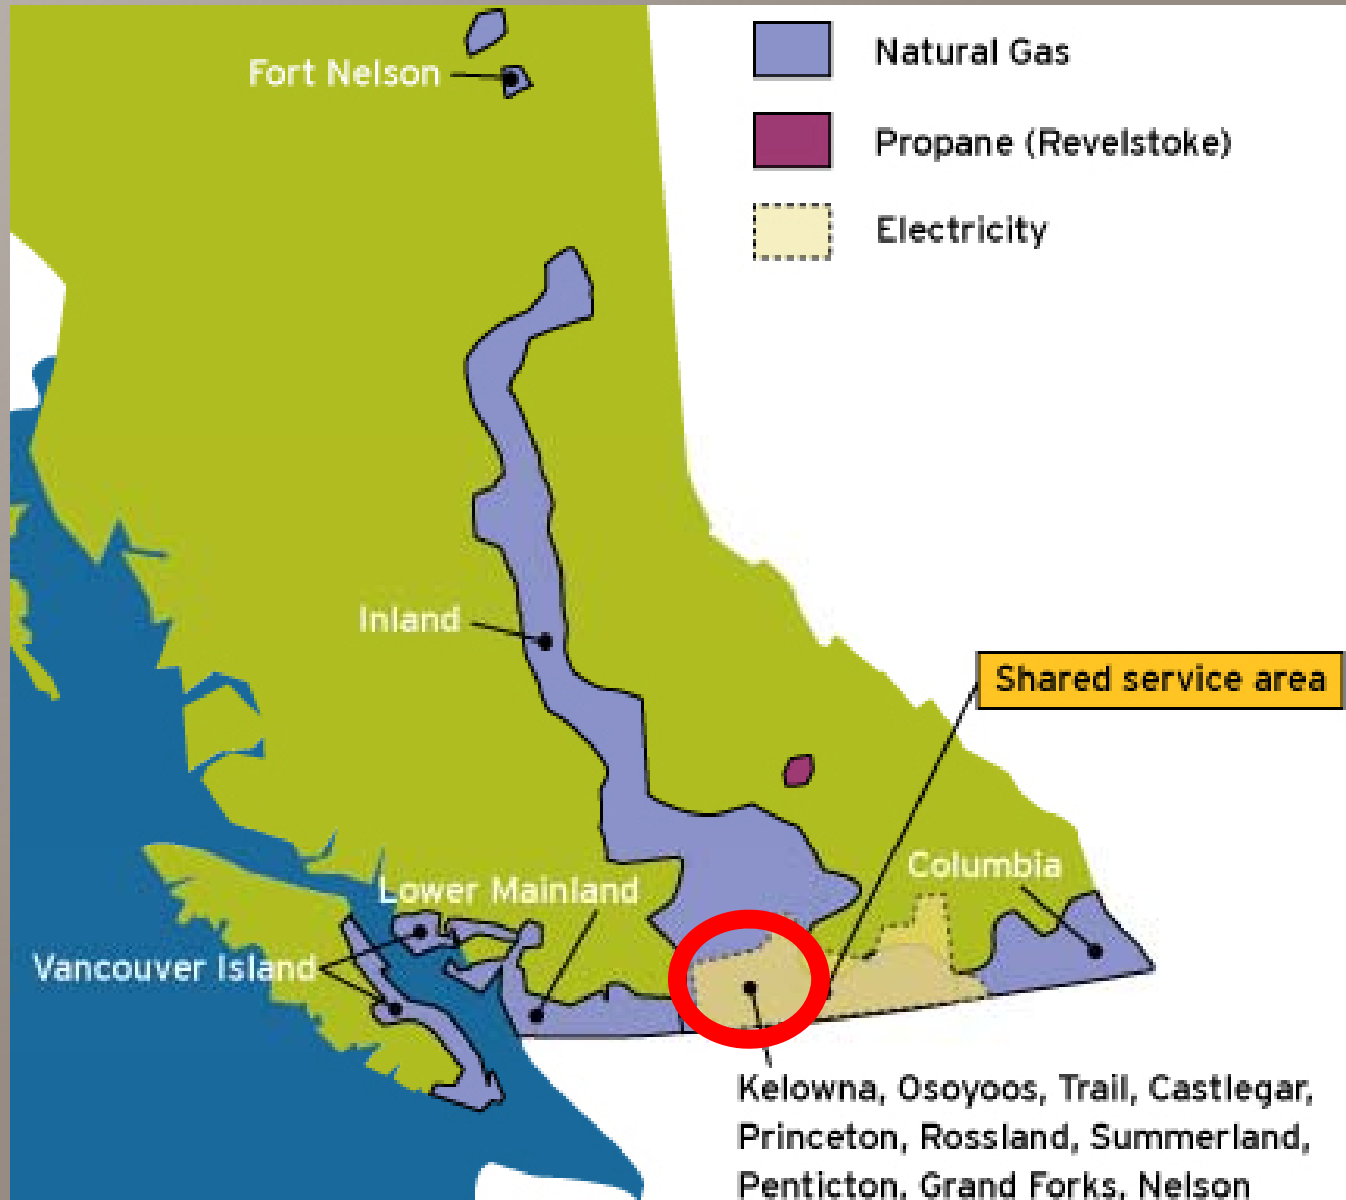 Fort Nelson
Natural Gas
Propane (Revelstoke)
Electricity
Inland
Shared service area
Columbia
Lower Mainland
Vancouver Island
Kelowna, Osoyoos, Trail, Castlegar,
Princeton, Rossland, Summerland,
Penticton, Grand Forks, Nelson